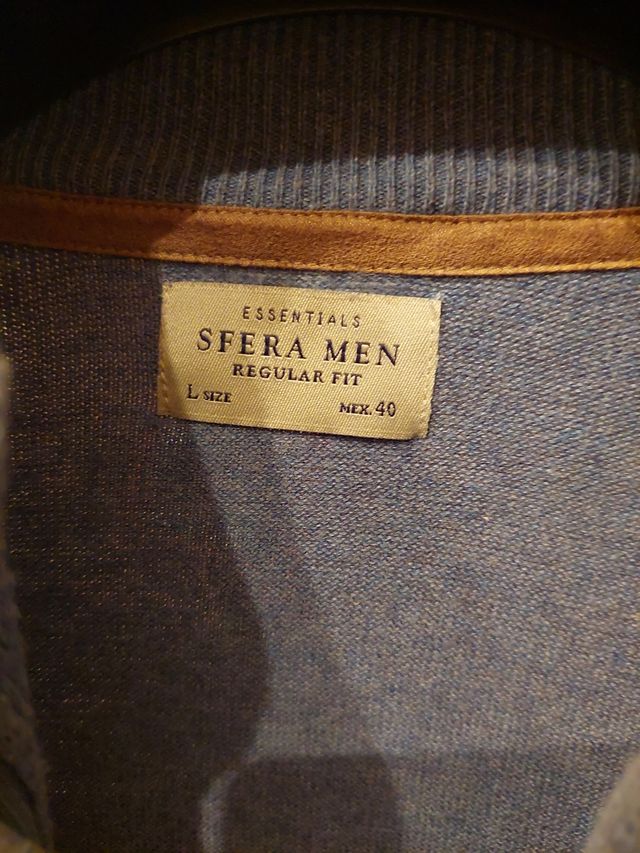 ESSENTIALS
SFERA MEN
REGULAR FIT
L SIZE MEX. 40